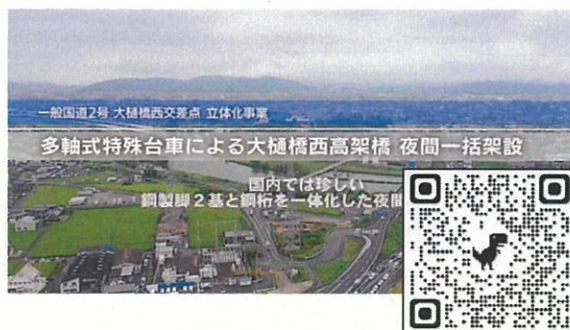 一般国道2号 大樋橋西交差点 立体化事業
多軸式特殊台車による大樋橋西高架橋 夜間一括架設
国内では珍しい
鋼製脚2基と鋼桁を一体化した夜間